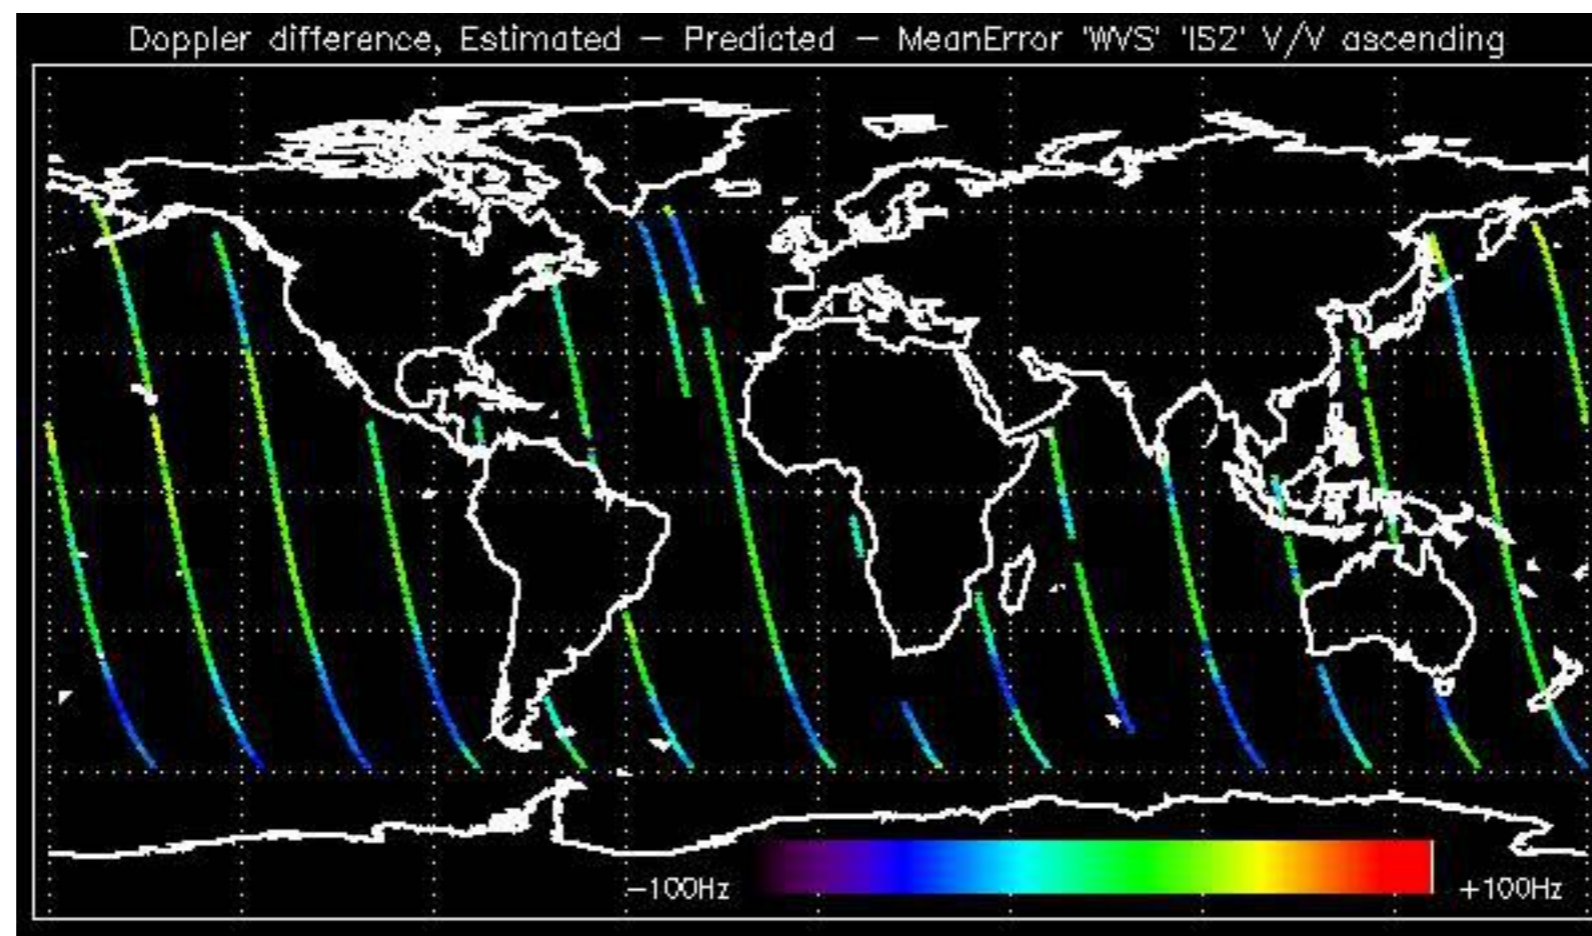 Doppler difference, Estimated – Predicted – MeanError 'WVS' 'IS2' V/V ascending
–100Hz +100Hz